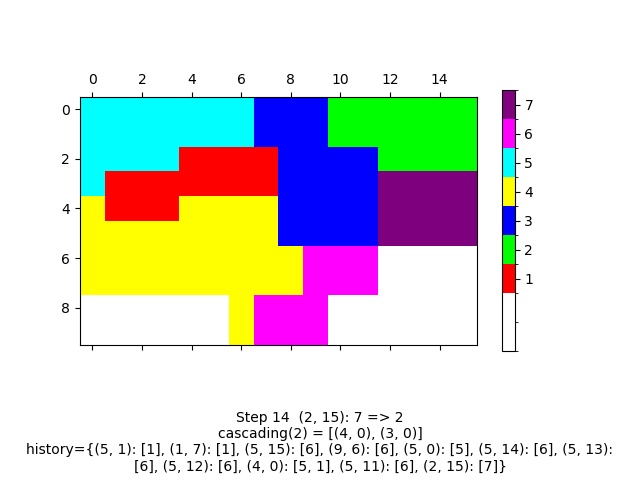 0 2 4 6 8 10 12 14
0
2
4
6
8
7
6
5
4
3
2
1
Step 14  (2, 15): 7 => 2
cascading(2) = [(4, 0), (3, 0)]
history={(5, 1): [1], (1, 7): [1], (5, 15): [6], (9, 6): [6], (5, 0): [5], (5, 14): [6], (5, 13):
[6], (5, 12): [6], (4, 0): [5, 1], (5, 11): [6], (2, 15): [7]}